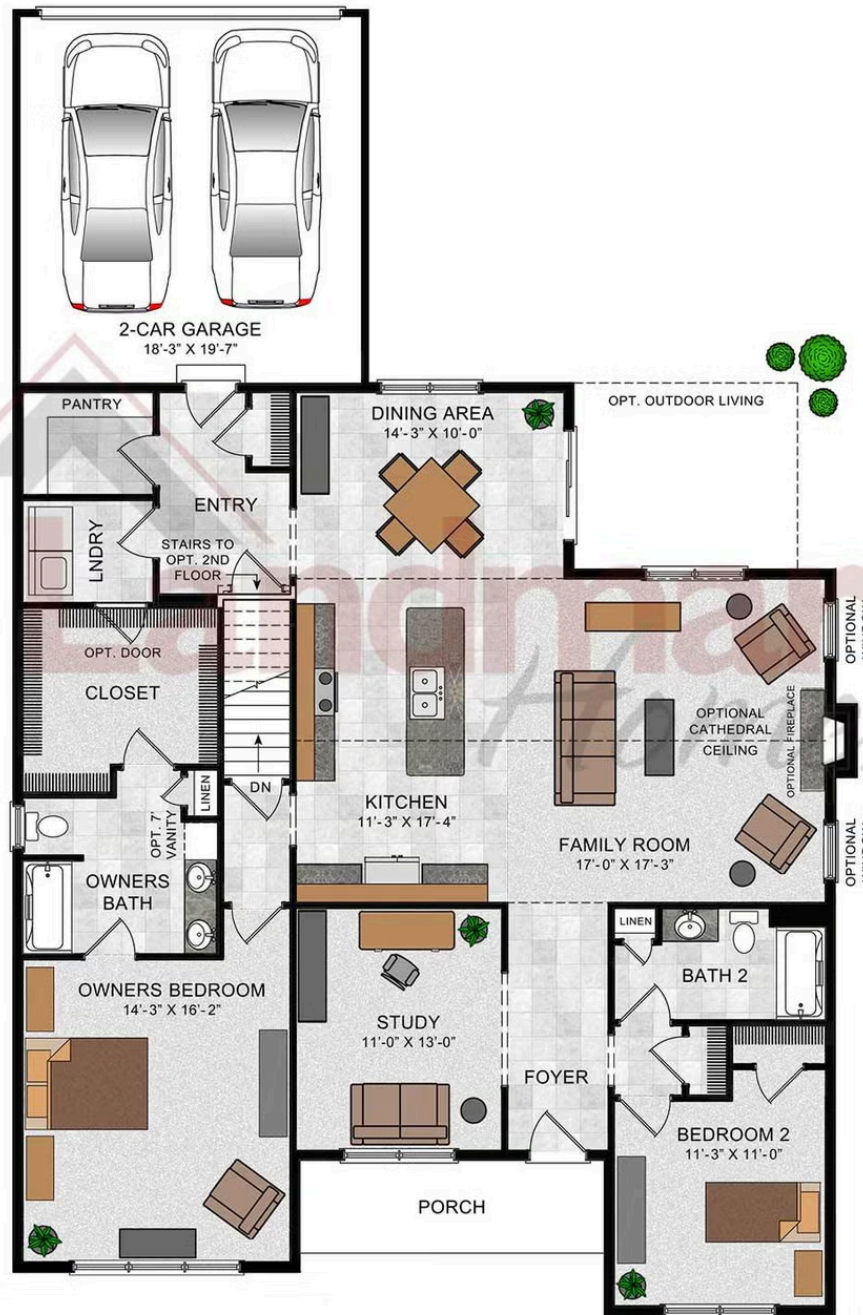 2-CAR GARAGE
18'-3" X 19'-7"
PANTRY
DINING AREA
14'-3" X 10'-0"
OPT. OUTDOOR LIVING
ENTRY
LNDRY
STAIRS TO
OPT. 2ND
FLOOR
Landmar
Hom
OPT. DOOR
CLOSET
OPTIONAL
OPTIONAL
CATHEDRAL
CEILING
OPTIONAL FIREPLACE
DN
LINEN
OPT. 7'
VANITY
KITCHEN
11'-3" X 17'-4"
FAMILY ROOM
17'-0" X 17'-3"
OPTIONAL
OWNERS
BATH
LINEN
BATH 2
OWNERS BEDROOM
14'-3" X 16'-2"
STUDY
11'-0" X 13'-0"
FOYER
BEDROOM 2
11'-3" X 11'-0"
PORCH